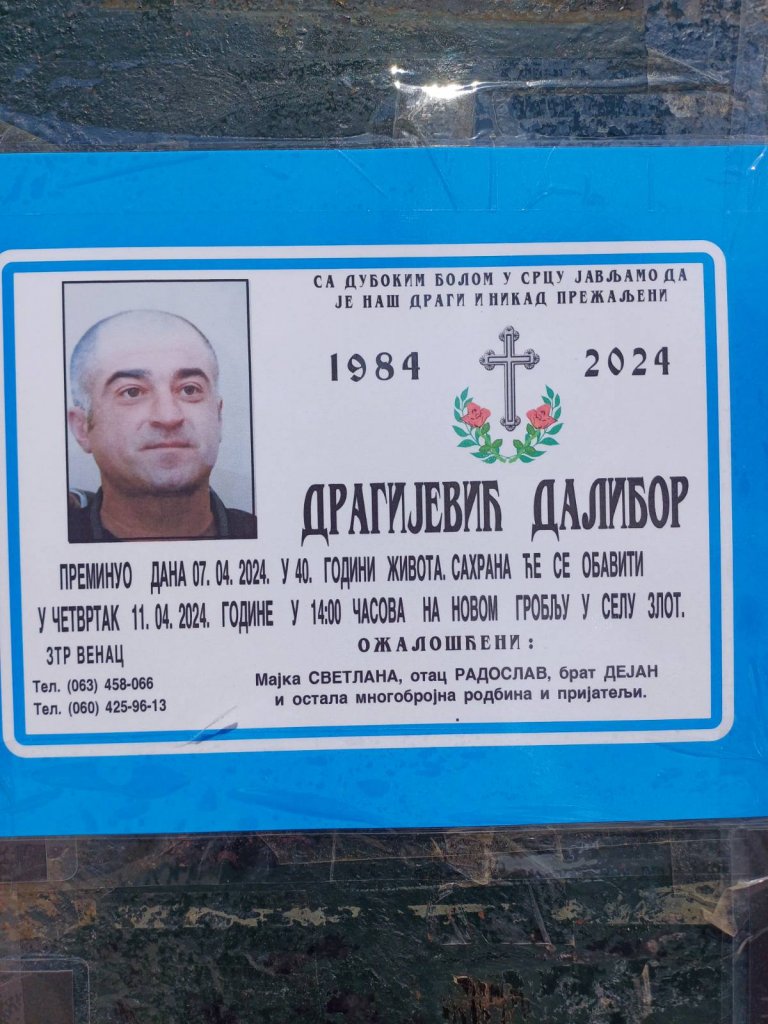 СА ДУБОКИМ БОЛОМ У СРЦУ ЈАВЉАМО ДА
ЈЕ НАШ ДРАГИ И НИКАД ПРЕЖАЉЕНИ
1984 2024
ДРАГИЈЕВИЋ ДАЛИБОР
ПРЕМИНУО ДАНА 07. 04. 2024. У 40. ГОДИНИ ЖИВОТА. САХРАНА ЋЕ СЕ ОБАВИТИ
У ЧЕТВРТАК 11. 04. 2024. ГОДИНЕ У 14:00 ЧАСОВА НА НОВОМ ГРОБЉУ У СЕЛУ ЗЛОТ.
ОЖАЛОШЋЕНИ:
Мајка СВЕТЛАНА, отац РАДОСЛАВ, брат ДЕЈАН
и остала многобројна родбина и пријатељи.
ЗТР ВЕНАЦ
Тел. (063) 458-066
Тел. (060) 425-96-13